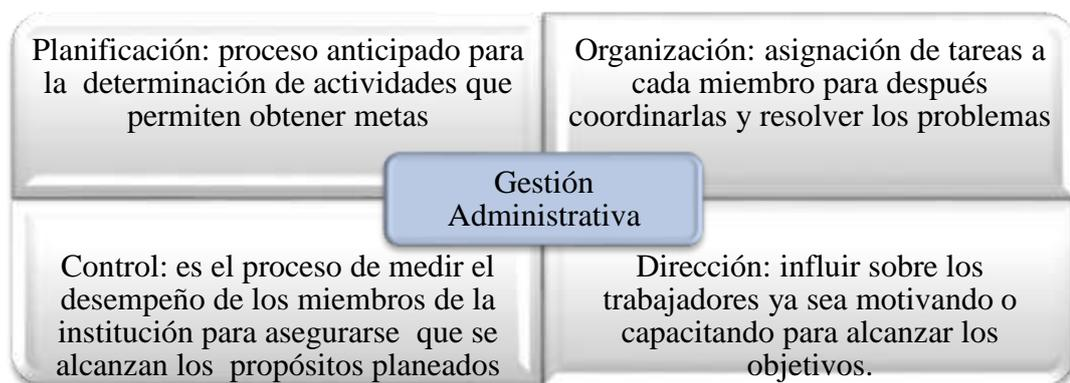 Planificación: proceso anticipado para
la determinación de actividades que
permiten obtener metas
Organización: asignación de tareas a
cada miembro para después
coordinarlas y resolver los problemas
Gestión
Administrativa
Control: es el proceso de medir el
desempeño de los miembros de la
institución para asegurarse que se
alcanzan los propósitos planeados
Dirección: influir sobre los
trabajadores ya sea motivando o
capacitando para alcanzar los
objetivos.